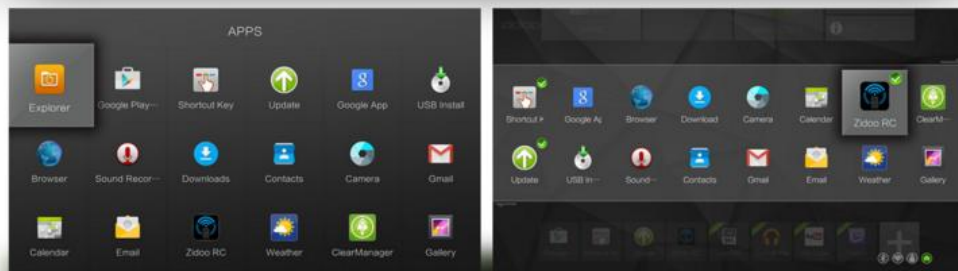 APPS
Explorer
Google Play···
Shortcut Key
Update
Google App
USB Install
Browser
Sound Recor···
Downloads
Contacts
Camera
Gmail
Calendar
Email
Zidoo RC
Weather
ClearManager
Gallery
Shortcut K
Google Ap
Browser
Download
Camera
Calendar
Zidoo RC
ClearM···
Update
USB In···
Sound···
Contacts
Gmail
Email
Weather
Gallery